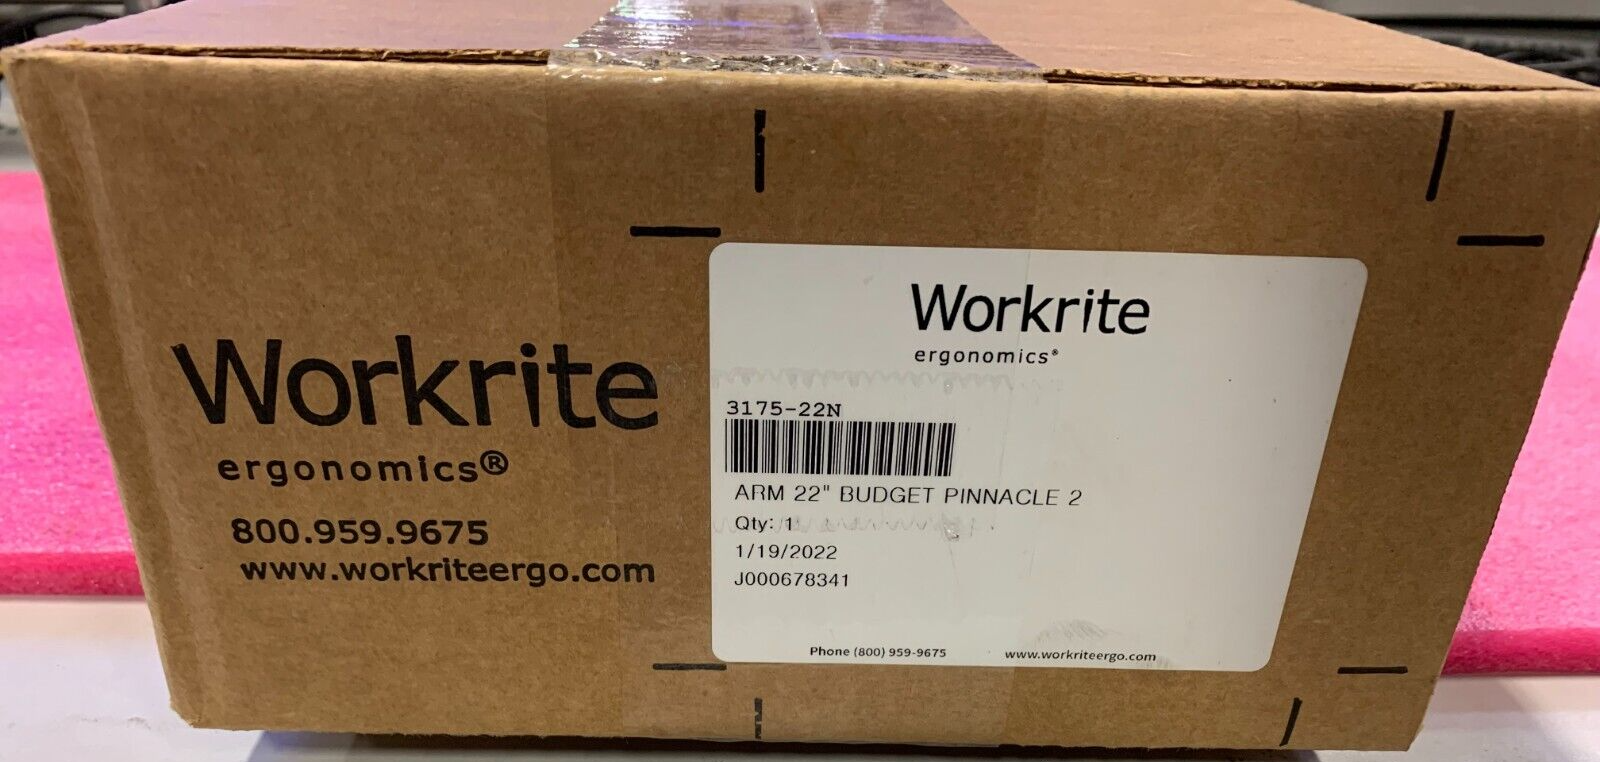 Workrite
ergonomics®
800.959.9675
www.workriteergo.com
Workrite
ergonomics®
3175-22N
ARM 22" BUDGET PINNACLE 2
Qty: 1
1/19/2022
J000678341
Phone (800) 959-9675 www.workriteergo.com